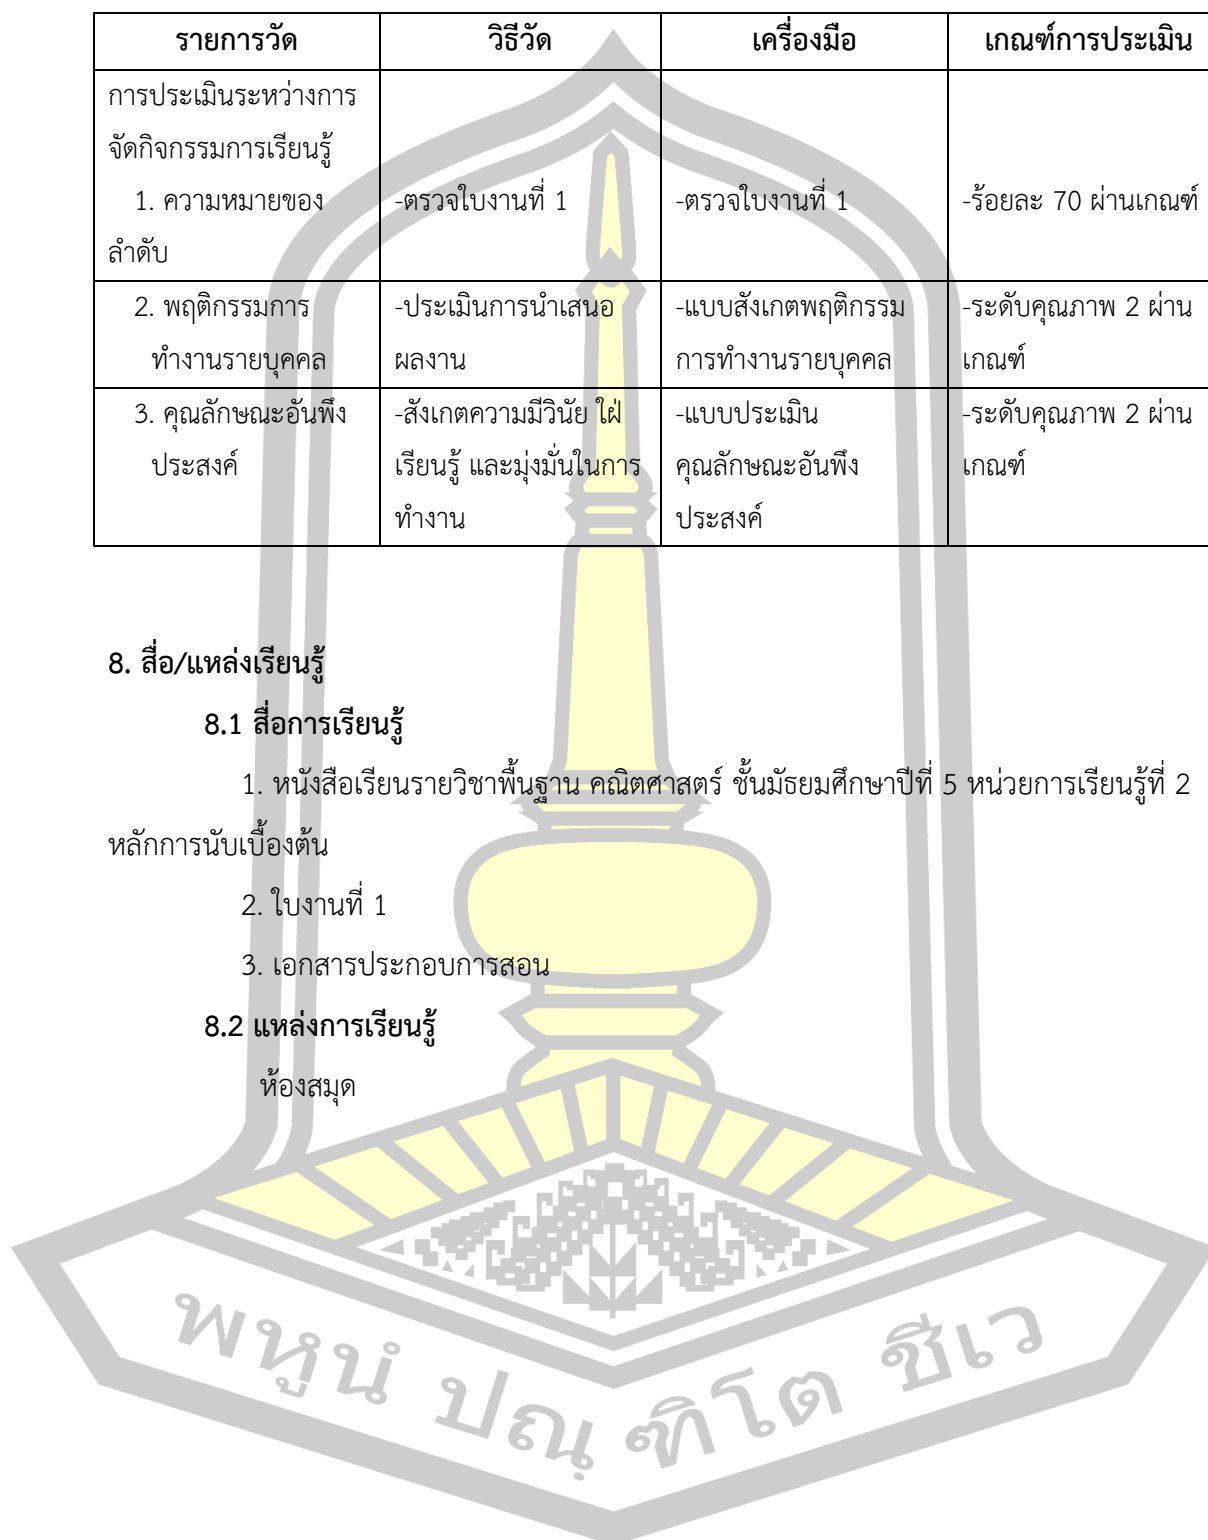 รายการวัด วิธีวัด เครื่องมือ เกณฑ์การประเมิน
การประเมินระหว่างการ
จัดกิจกรรมการเรียนรู้
1. ความหมายของ -ตรวจใบงานที่ 1 -ตรวจใบงานที่ 1 -ร้อยละ 70 ผ่านเกณฑ์
ลำดับ
2. พฤติกรรมการ -ประเมินการนำเสนอ -แบบสังเกตพฤติกรรม -ระดับคุณภาพ 2 ผ่าน
ทำงานรายบุคคล ผลงาน การทำงานรายบุคคล เกณฑ์
3. คุณลักษณะอันพึง -สังเกตความมีวินัย ใฝ่ -แบบประเมิน -ระดับคุณภาพ 2 ผ่าน
ประสงค์ เรียนรู้ และมุ่งมั่นในการ คุณลักษณะอันพึง เกณฑ์
ทำงาน ประสงค์
8. สื่อ/แหล่งเรียนรู้
8.1 สื่อการเรียนรู้
1. หนังสือเรียนรายวิชาพื้นฐาน คณิตศาสตร์ ชั้นมัธยมศึกษาปีที่ 5 หน่วยการเรียนรู้ที่ 2
หลักการนับเบื้องต้น
2. ใบงานที่ 1
3. เอกสารประกอบการสอน
8.2 แหล่งการเรียนรู้
ห้องสมุด
พหูนํ ปณฺฑิโต ชีเว